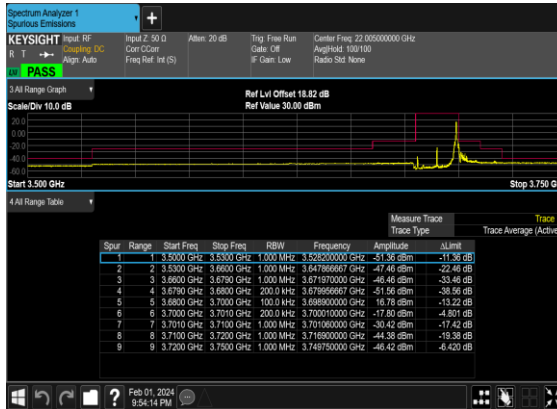 Spectrum Analyzer 1
Spurious Emissions
+
KEYSIGHT Input: RF Input Z: 50 Ω Atten: 20 dB Trig: Free Run Center Freq: 22.005000000 GHz
R T Coupling: DC Corr CCorr Gate: Off Avg|Hold: 100/100
Align: Auto Freq Ref: Int (S) IF Gain: Low Radio Std: None
PASS
3 All Range Graph
Ref Lvl Offset 18.82 dB
Scale/Div 10.0 dB Ref Value 30.00 dBm
20.0
0.00
-20.0
-40.0
-60.0
Start 3.500 GHz Stop 3.750 G
4 All Range Table
Measure Trace Trace
Trace Type Trace Average (Active
Spur Range Start Freq Stop Freq RBW Frequency Amplitude ΔLimit
1 1 3.5000 GHz 3.5300 GHz 1.000 MHz 3.528200000 GHz -51.36 dBm -11.36 dB
2 2 3.5300 GHz 3.6600 GHz 1.000 MHz 3.647866667 GHz -47.46 dBm -22.46 dB
3 3 3.6600 GHz 3.6790 GHz 1.000 MHz 3.671970000 GHz -46.46 dBm -33.46 dB
4 4 3.6790 GHz 3.6800 GHz 200.0 kHz 3.679956667 GHz -51.56 dBm -38.56 dB
5 5 3.6800 GHz 3.7000 GHz 100.0 kHz 3.698900000 GHz 16.78 dBm -13.22 dB
6 6 3.7000 GHz 3.7010 GHz 200.0 kHz 3.700010000 GHz -17.80 dBm -4.801 dB
7 7 3.7010 GHz 3.7100 GHz 1.000 MHz 3.701060000 GHz -30.42 dBm -17.42 dB
8 8 3.7100 GHz 3.7200 GHz 1.000 MHz 3.716900000 GHz -44.38 dBm -19.38 dB
9 9 3.7200 GHz 3.7500 GHz 1.000 MHz 3.749750000 GHz -46.42 dBm -6.420 dB
? Feb 01, 2024
9:54:14 PM